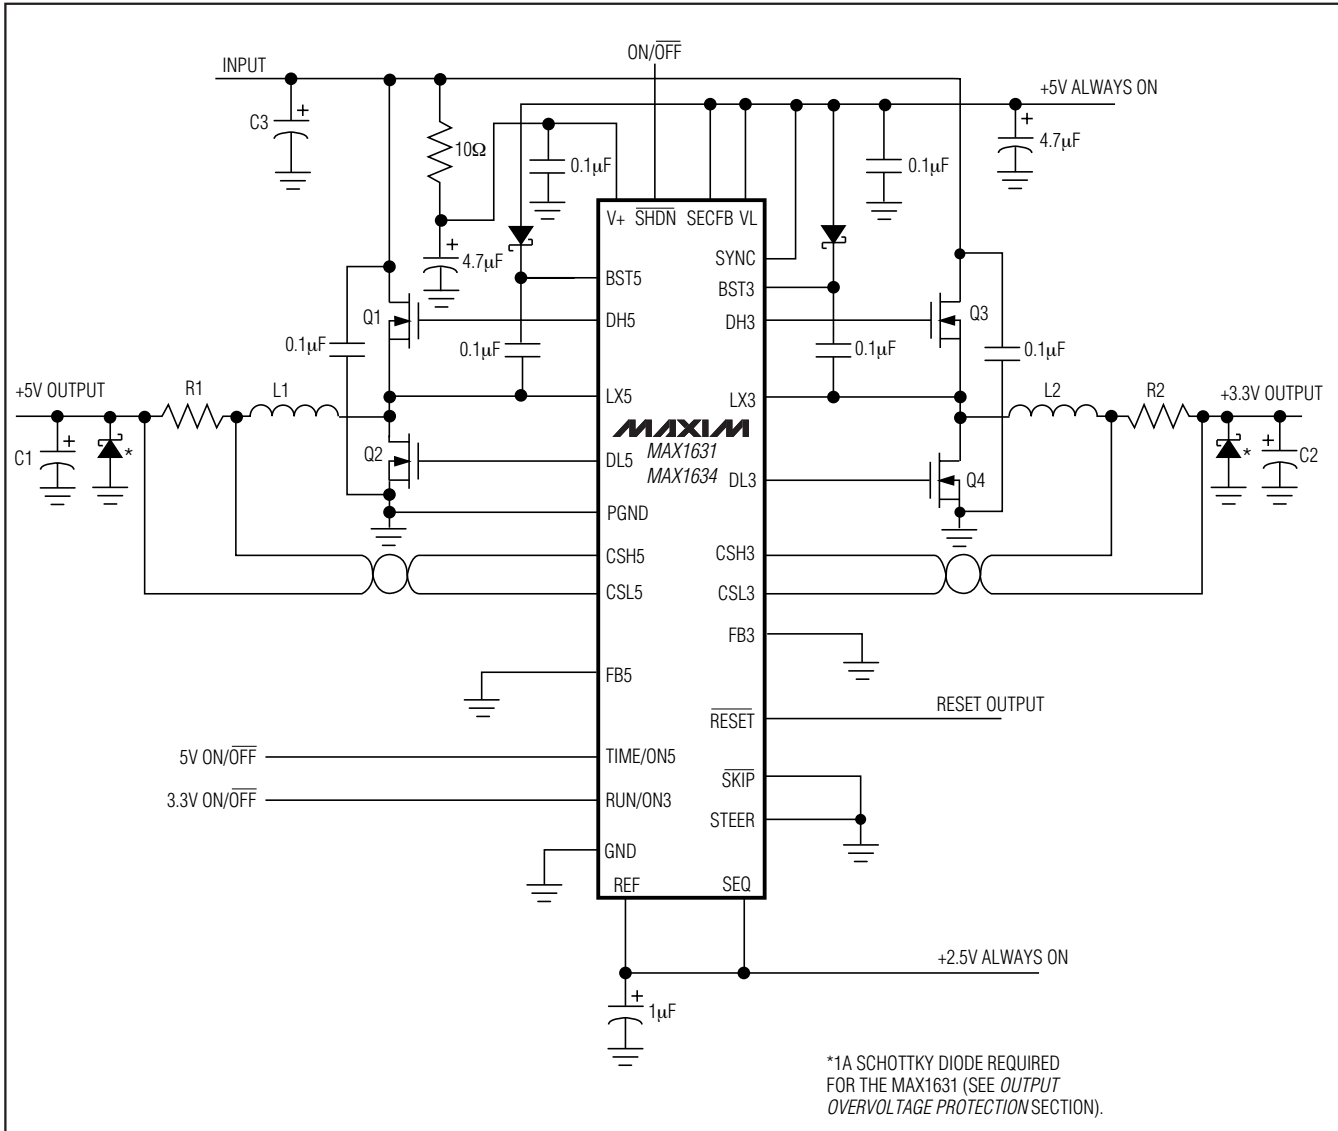 INPUT
ON/OFF
+5V ALWAYS ON
C3
+
10Ω
0.1µF
0.1µF
+
4.7µF
V+
SHDN
SECFB
VL
+
4.7µF
SYNC
BST5
BST3
Q1
DH5
DH3
Q3
0.1µF
0.1µF
0.1µF
0.1µF
+5V OUTPUT
R1
L1
LX5
LX3
L2
R2
+3.3V OUTPUT
MAXIM
MAX1631
MAX1634
C1
+
*
Q2
DL5
DL3
Q4
*
+
C2
PGND
CSH5
CSH3
CSL5
CSL3
FB3
FB5
RESET
RESET OUTPUT
5V ON/OFF
TIME/ON5
SKIP
3.3V ON/OFF
RUN/ON3
STEER
GND
REF
SEQ
+2.5V ALWAYS ON
+
1µF
*1A SCHOTTKY DIODE REQUIRED
FOR THE MAX1631 (SEE OUTPUT
OVERVOLTAGE PROTECTION SECTION).